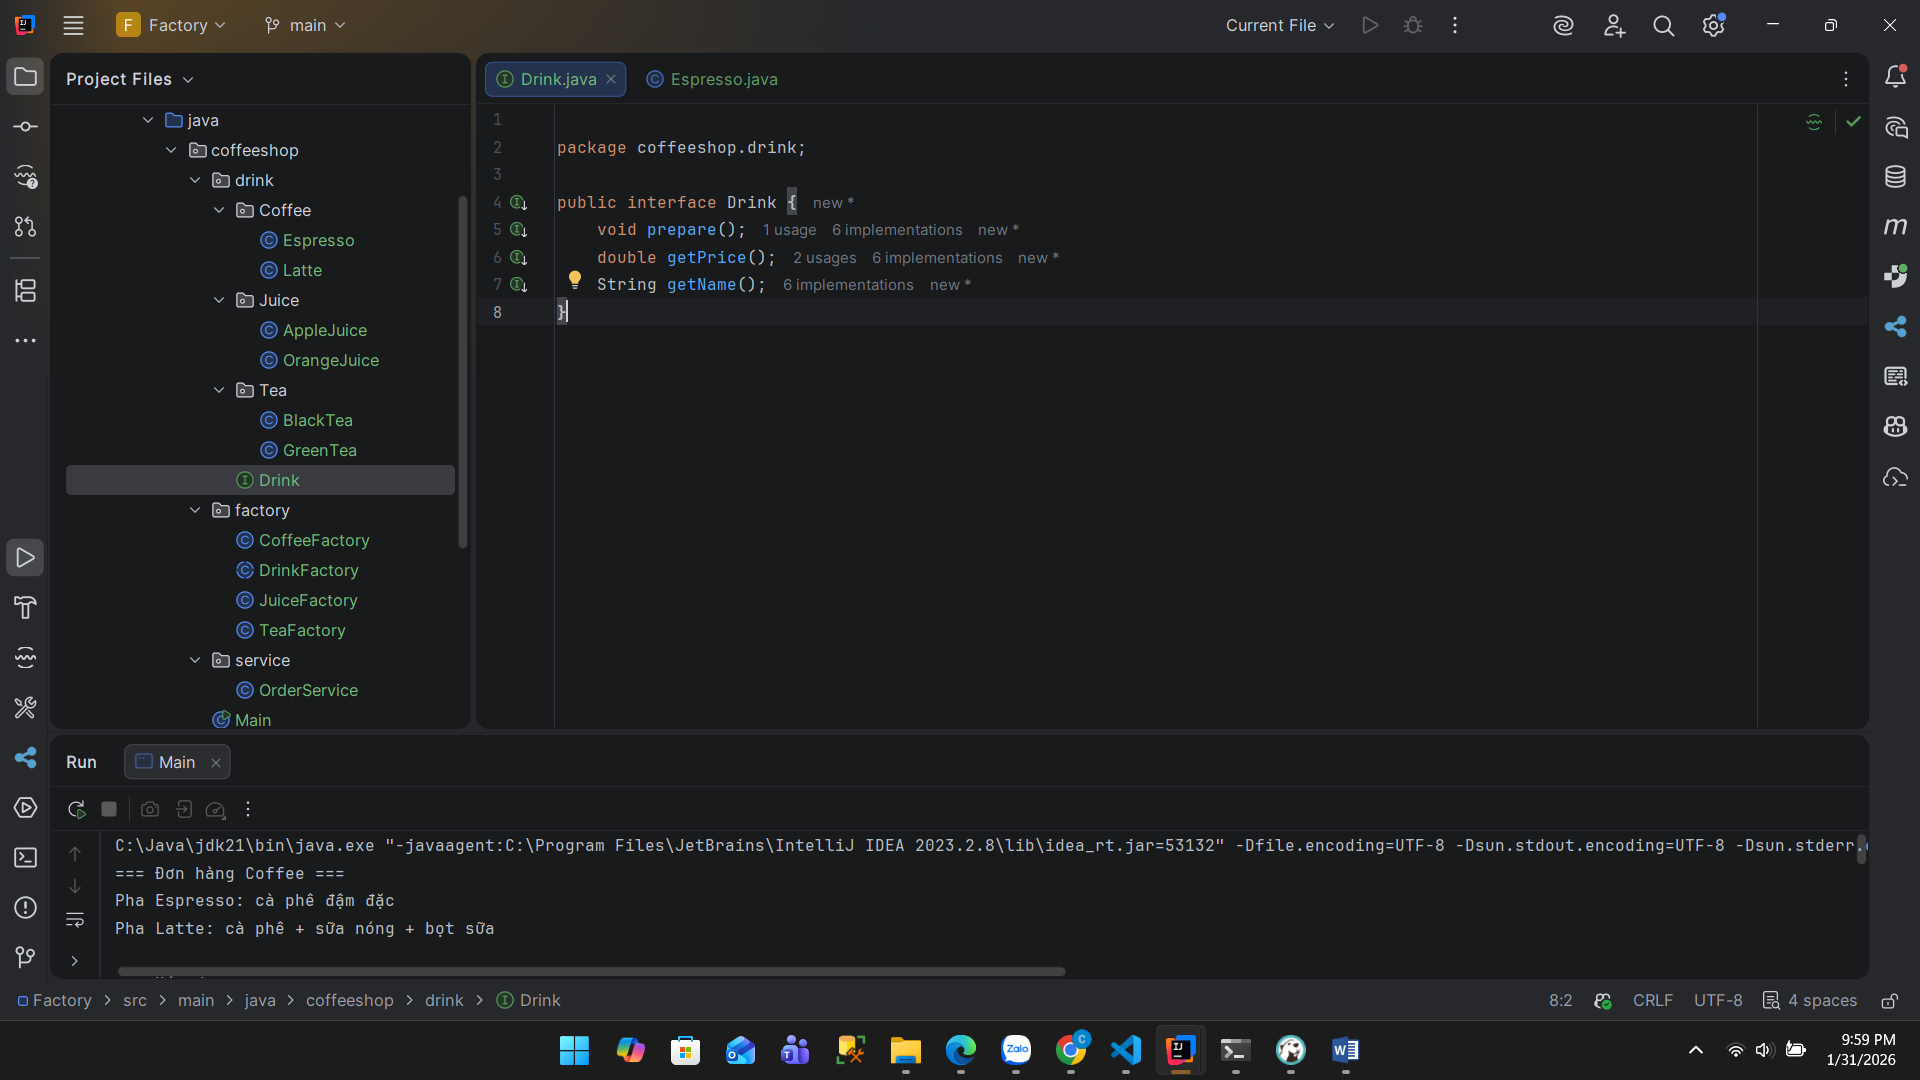 F Factory main Current File
Project Files
Drink.java Espresso.java
java
coffeeshop
drink
Coffee
Espresso
Latte
Juice
AppleJuice
OrangeJuice
Tea
BlackTea
GreenTea
Drink
factory
CoffeeFactory
DrinkFactory
JuiceFactory
TeaFactory
service
OrderService
Main
1
2 package coffeeshop.drink;
3
4 public interface Drink { new *
5 void prepare(); 1 usage 6 implementations new *
6 double getPrice(); 2 usages 6 implementations new *
7 String getName(); 6 implementations new *
8 }
Run Main
C:\Java\jdk21\bin\java.exe "-javaagent:C:\Program Files\JetBrains\IntelliJ IDEA 2023.2.8\lib\idea_rt.jar=53132" -Dfile.encoding=UTF-8 -Dsun.stdout.encoding=UTF-8 -Dsun.stderr.
=== Đơn hàng Coffee ===
Pha Espresso: cà phê đậm đặc
Pha Latte: cà phê + sữa nóng + bọt sữa
Factory > src > main > java > coffeeshop > drink > Drink
8:2 CRLF UTF-8 4 spaces
9:59 PM
1/31/2026